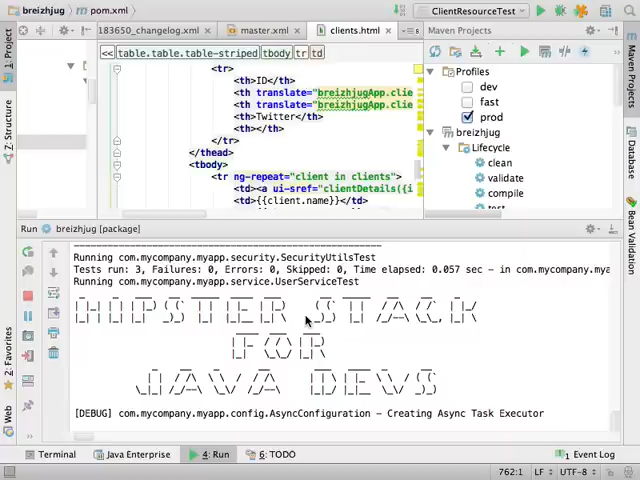 breizhjug
pom.xml
ClientResourceTest
183650_changelog.xml
master.xml
clients.html
<< table.table.table-striped tbody tr td
<tr>
<th>ID</th>
<th translate="breizhjugApp.clie
<th translate="breizhjugApp.clie
<th>Twitter</th>
<th></th>
</tr>
</thead>
<tbody>
<tr ng-repeat="client in clients">
<td><a ui-sref="clientDetails({i
<td>{{client.name}}</td>
Maven Projects
Profiles
dev
fast
prod
breizhjug
Lifecycle
clean
validate
compile
test
1: Project
7: Structure
2: Favorites
Web
Maven Projects
Database
Bean Validation
Run breizhjug [package]
Running com.mycompany.myapp.security.SecurityUtilsTest
Tests run: 3, Failures: 0, Errors: 0, Skipped: 0, Time elapsed: 0.057 sec - in com.mycompany.myapp
Running com.mycompany.myapp.service.UserServiceTest
HIPSTER STACK
FOR
JAVA DEVS
[DEBUG] com.mycompany.myapp.config.AsyncConfiguration - Creating Async Task Executor
Terminal
Java Enterprise
4: Run
6: TODO
1 Event Log
762:1
LF
UTF-8